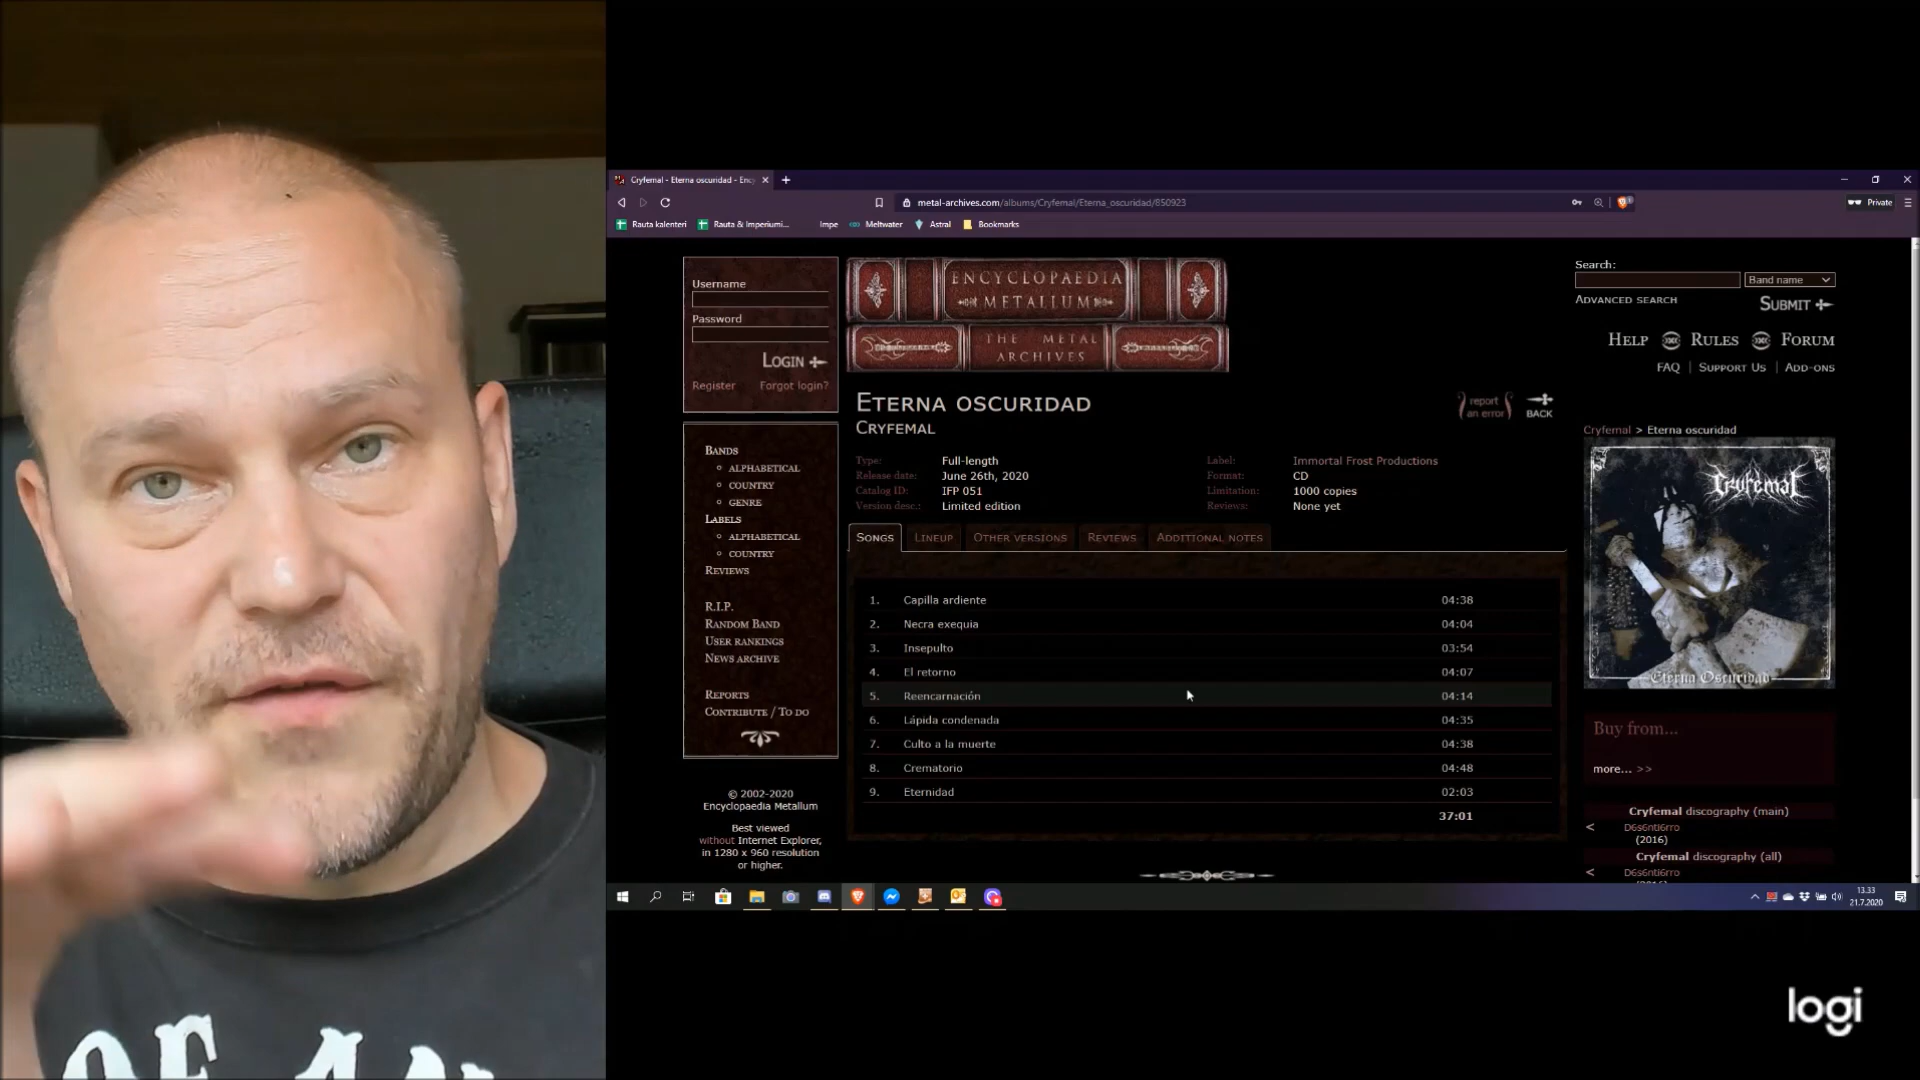 Cryfemal - Eterna oscuridad - Enc
metal-archives.com/albums/Cryfemal/Eterna_oscuridad/850923
Private
Rauta kalenteri
Rauta & Imperiumi...
Impe
Meltwater
Astral
Bookmarks
Username
Password
LOGIN
Register Forgot login?
ENCYCLOPAEDIA
METALLUM
THE METAL
ARCHIVES
Search:
Band name
ADVANCED SEARCH
SUBMIT
HELP RULES FORUM
FAQ | SUPPORT US | ADD-ONS
ETERNA OSCURIDAD
CRYFEMAL
report
an error
BACK
Type: Full-length
Release date: June 26th, 2020
Catalog ID: IFP 051
Version desc.: Limited edition
Label: Immortal Frost Productions
Format: CD
Limitation: 1000 copies
Reviews: None yet
BANDS
ALPHABETICAL
COUNTRY
GENRE
LABELS
ALPHABETICAL
COUNTRY
REVIEWS
R.I.P.
RANDOM BAND
USER RANKINGS
NEWS ARCHIVE
REPORTS
CONTRIBUTE / TO DO
© 2002-2020
Encyclopaedia Metallum
Best viewed
without Internet Explorer,
in 1280 x 960 resolution
or higher.
SONGS LINEUP OTHER VERSIONS REVIEWS ADDITIONAL NOTES
1. Capilla ardiente 04:38
2. Necra exequia 04:04
3. Insepulto 03:54
4. El retorno 04:07
5. Reencarnación 04:14
6. Lápida condenada 04:35
7. Culto a la muerte 04:38
8. Crematorio 04:48
9. Eternidad 02:03
37:01
Cryfemal > Eterna oscuridad
Cryfemal
Eterna Oscuridad
Buy from...
more... >>
Cryfemal discography (main)
< D6s6nti6rro
(2016)
Cryfemal discography (all)
< D6s6nti6rro
13.33
21.7.2020
logi